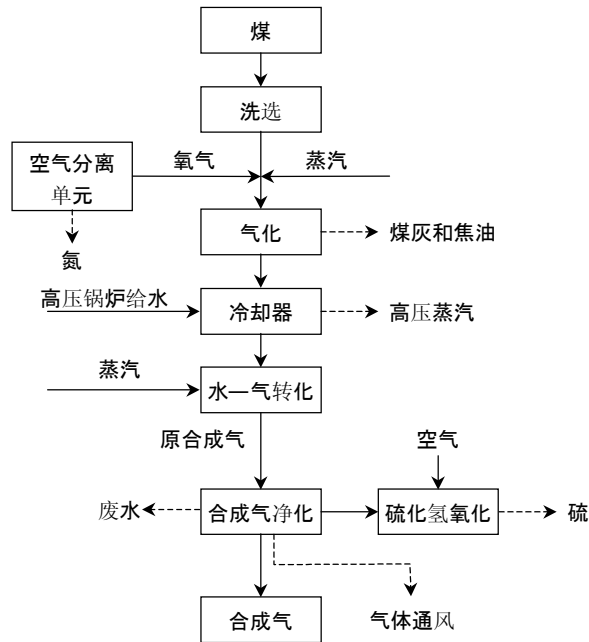 煤
洗选
空气分离
单元
氧气
蒸汽
气化
煤灰和焦油
氮
高压锅炉给水
冷却器
高压蒸汽
蒸汽
水一气转化
原合成气
空气
废水
合成气净化
硫化氢氧化
硫
合成气
气体通风